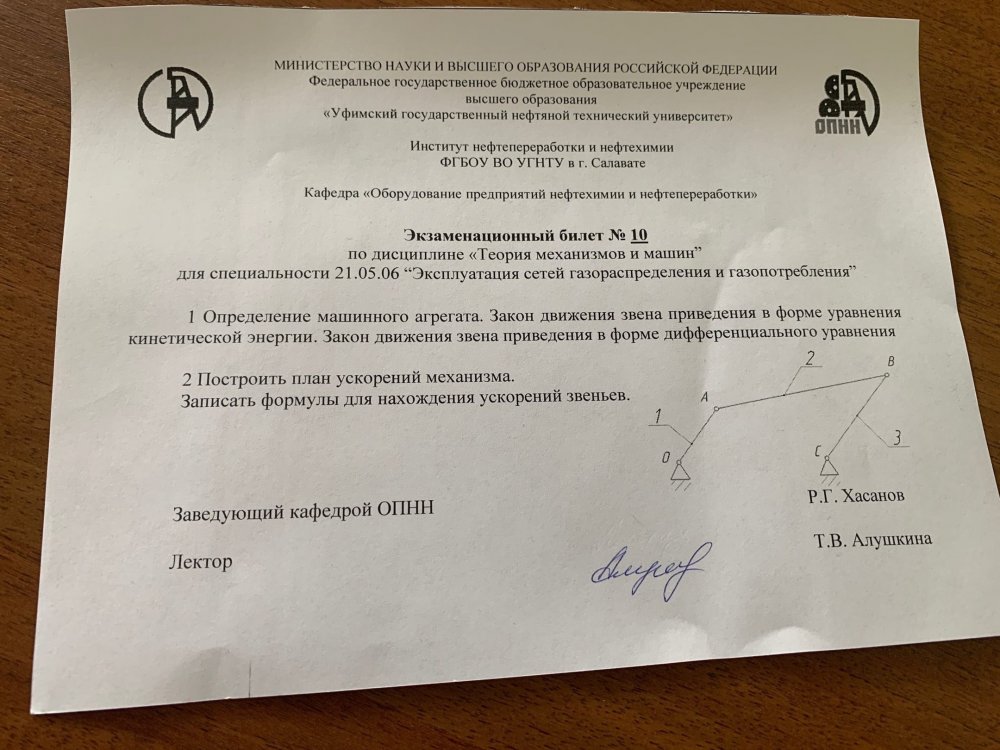 МИНИСТЕРСТВО НАУКИ И ВЫСШЕГО ОБРАЗОВАНИЯ РОССИЙСКОЙ ФЕДЕРАЦИИ
Федеральное государственное бюджетное образовательное учреждение
высшего образования
«Уфимский государственный нефтяной технический университет»
ОПНН
Институт нефтепереработки и нефтехимии
ФГБОУ ВО УГНТУ в г. Салавате
Кафедра «Оборудование предприятий нефтехимии и нефтепереработки»
Экзаменационный билет № 10
по дисциплине «Теория механизмов и машин”
для специальности 21.05.06 “Эксплуатация сетей газораспределения и газопотребления”
1 Определение машинного агрегата. Закон движения звена приведения в форме уравнения
кинетической энергии. Закон движения звена приведения в форме дифференциального уравнения
2 Построить план ускорений механизма.
Записать формулы для нахождения ускорений звеньев.
1
O
A
2
B
3
C
Заведующий кафедрой ОПНН
Р.Г. Хасанов
Лектор
Т.В. Алушкина